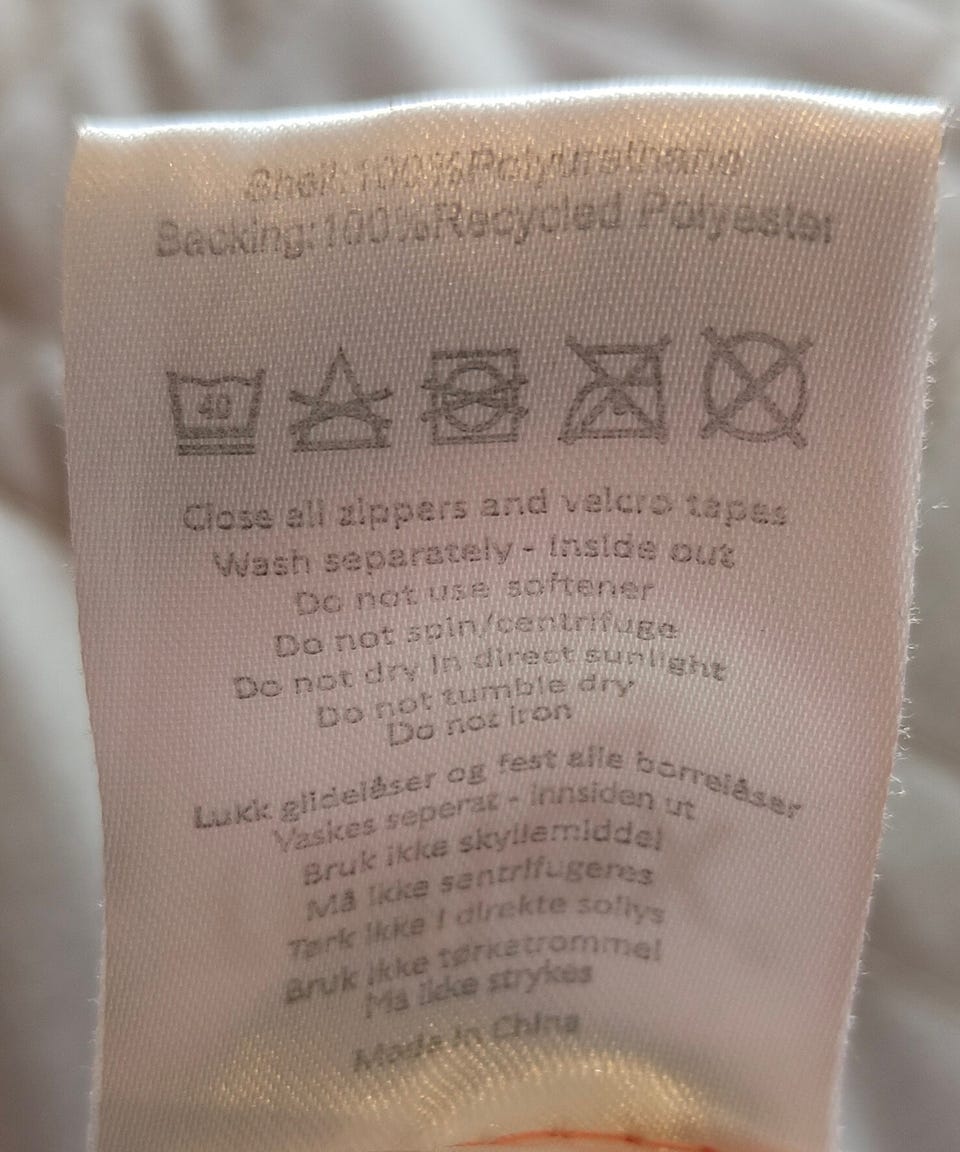 Shell:100%Polyurethane
Backing:100%Recycled Polyester
40
Close all zippers and velcro tapes
Wash separately - inside out
Do not use softener
Do not spin/centrifuge
Do not dry in direct sunlight
Do not tumble dry
Do not iron
Lukk glidelåser og fest alle borrelåser
Vaskes seperat - innsiden ut
Bruk ikke skyllemiddel
Må ikke sentrifugeres
Tørk ikke i direkte sollys
Bruk ikke tørketrommel
Må ikke strykes
Made in China